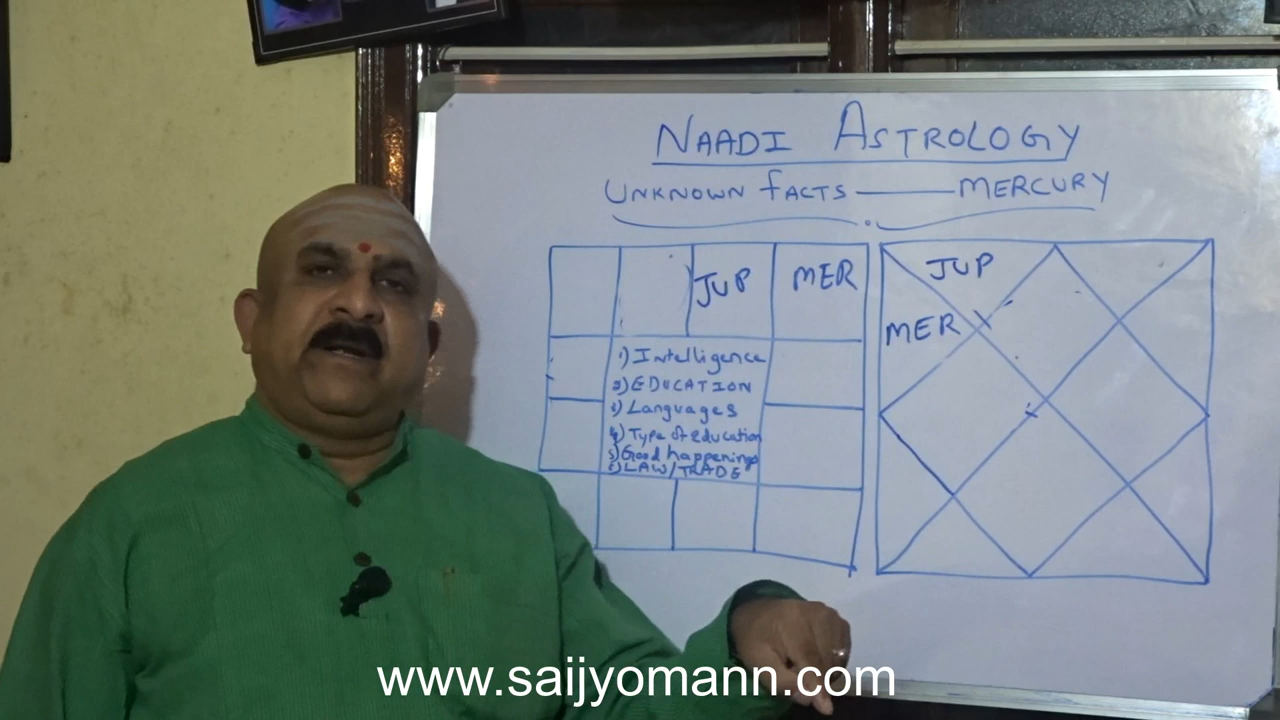 NAADI ASTROLOGY
UNKNOWN FACTS — MERCURY
JUP MER
JUP
MER
1) Intelligence
2) EDUCATION
3) Languages
4) Type of education
5) Good happenings
6) LAW/TRADE
www.saijyomann.com